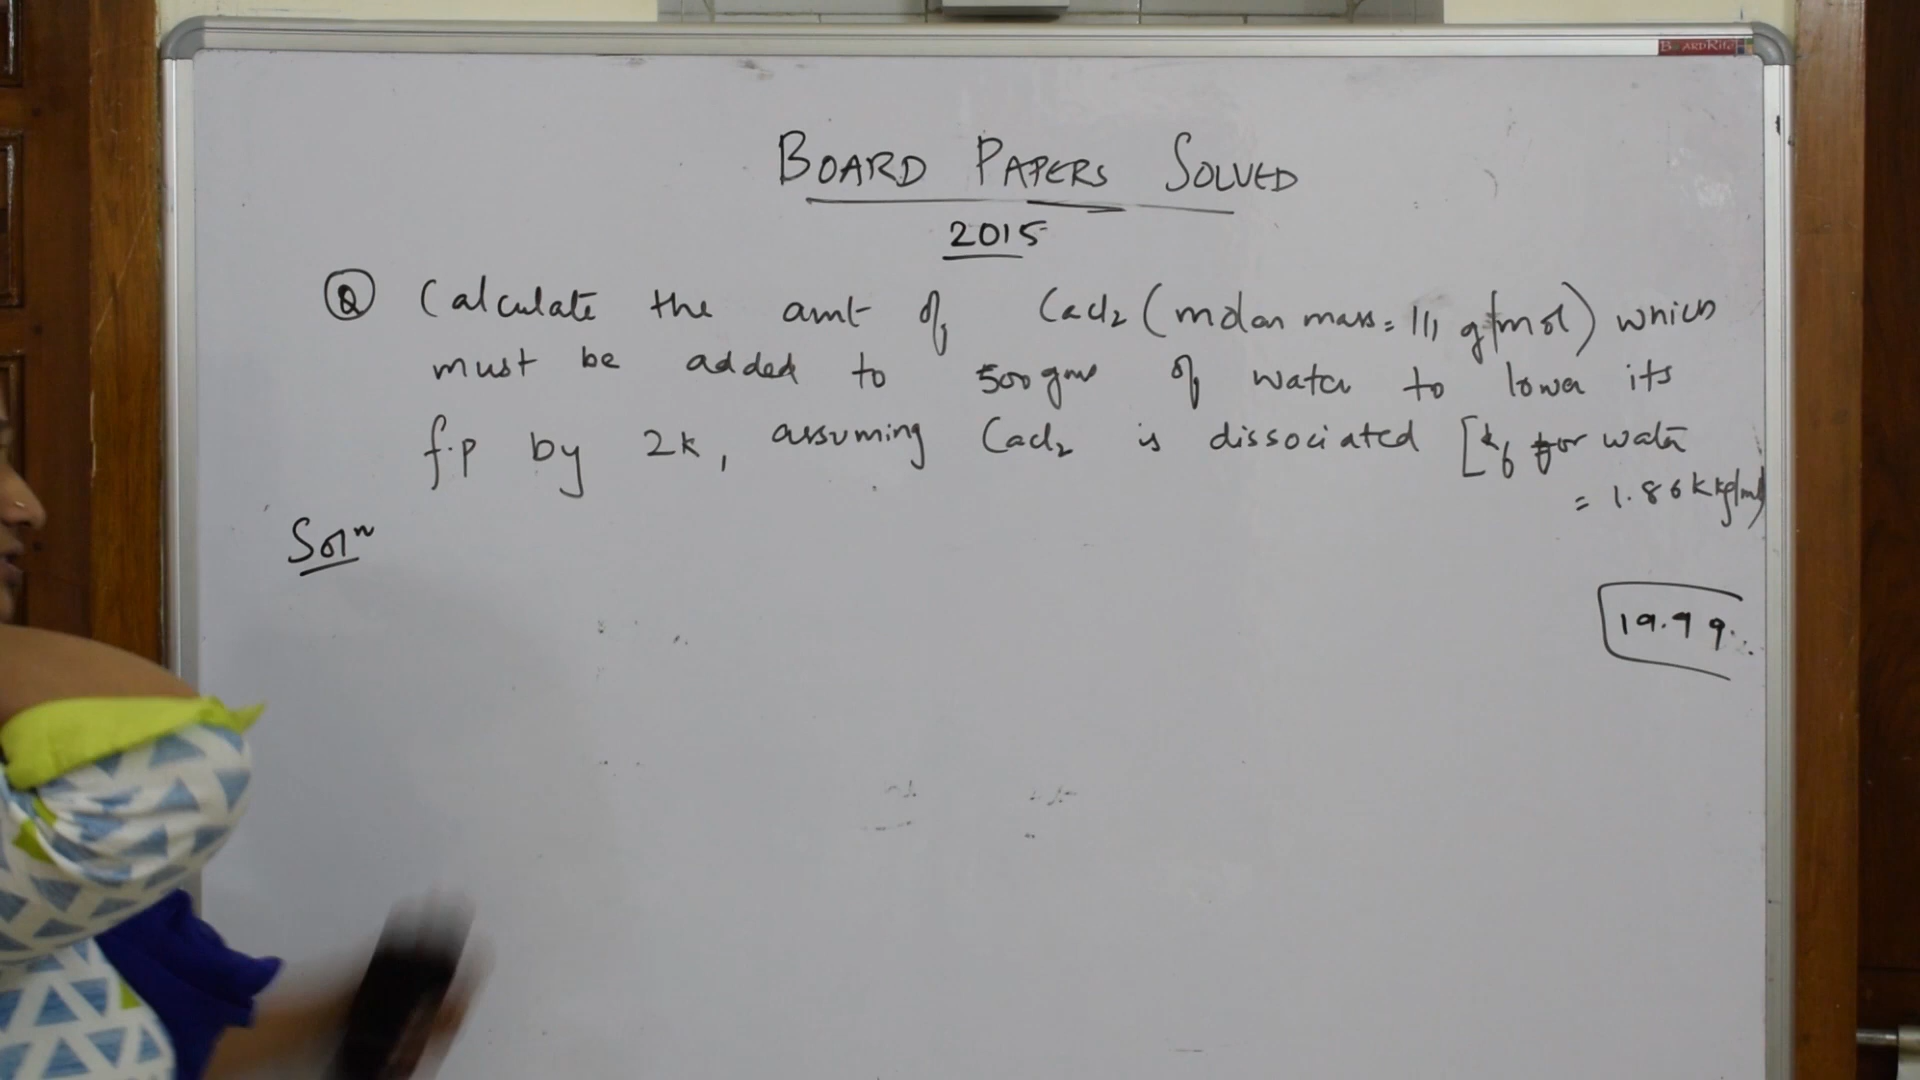 BOARD PAPERS SOLVED
2015
Q Calculate the amt of CaCl2 (molar mass = 111 g/mol) which
must be added to 500 gms of water to lower its
f.p by 2K, assuming CaCl2 is dissociated [kf for water
= 1.86 K kg/mol)
Solⁿ
19.99